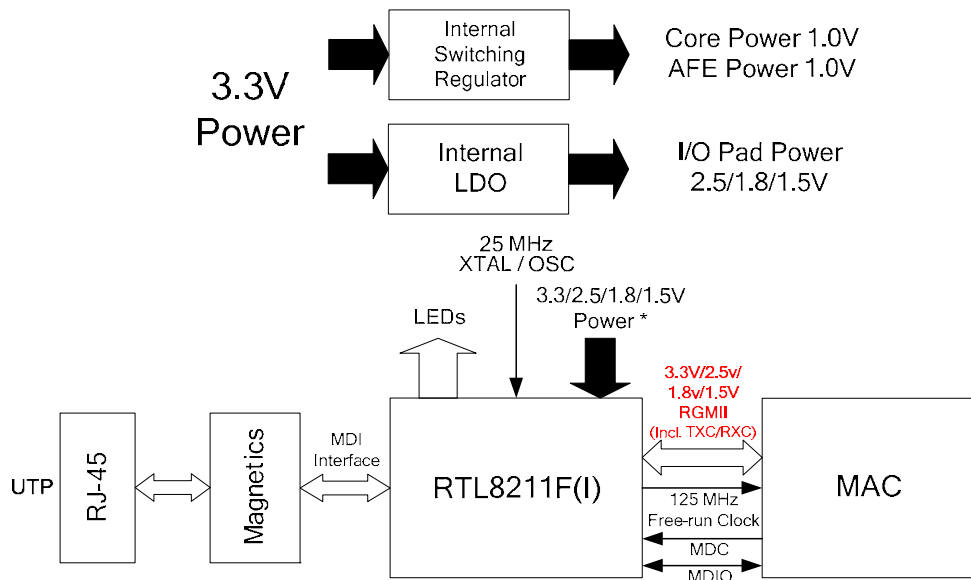 3.3V
Power
Internal
Switching
Regulator
Core Power 1.0V
AFE Power 1.0V
Internal
LDO
I/O Pad Power
2.5/1.8/1.5V
25 MHz
XTAL / OSC
3.3/2.5/1.8/1.5V
Power *
LEDs
3.3V/2.5v/
1.8v/1.5V
RGMII
(Incl. TXC/RXC)
UTP
RJ-45
Magnetics
MDI
Interface
RTL8211F(I)
MAC
125 MHz
Free-run Clock
MDC
MDIO